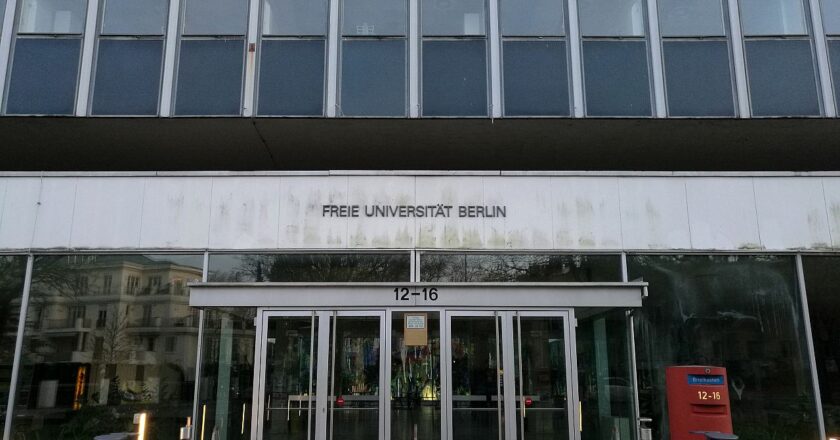 FREIE UNIVERSITÄT BERLIN
12-16
Briefkasten
12-16